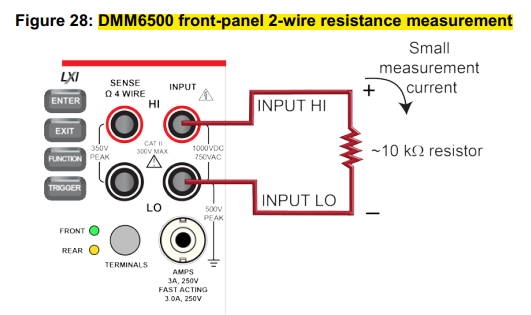 Figure 28: DMM6500 front-panel 2-wire resistance measurement
Small
measurement
current
LXI
SENSE
Ω 4 WIRE
INPUT
HI
ENTER
EXIT
FUNCTION
TRIGGER
350V
PEAK
CAT II
300V MAX
1000VDC
750VAC
INPUT HI
+
~10 kΩ resistor
INPUT LO
–
LO
500V
PEAK
FRONT
REAR
TERMINALS
AMPS
3A, 250V
FAST ACTING
3.0A, 250V